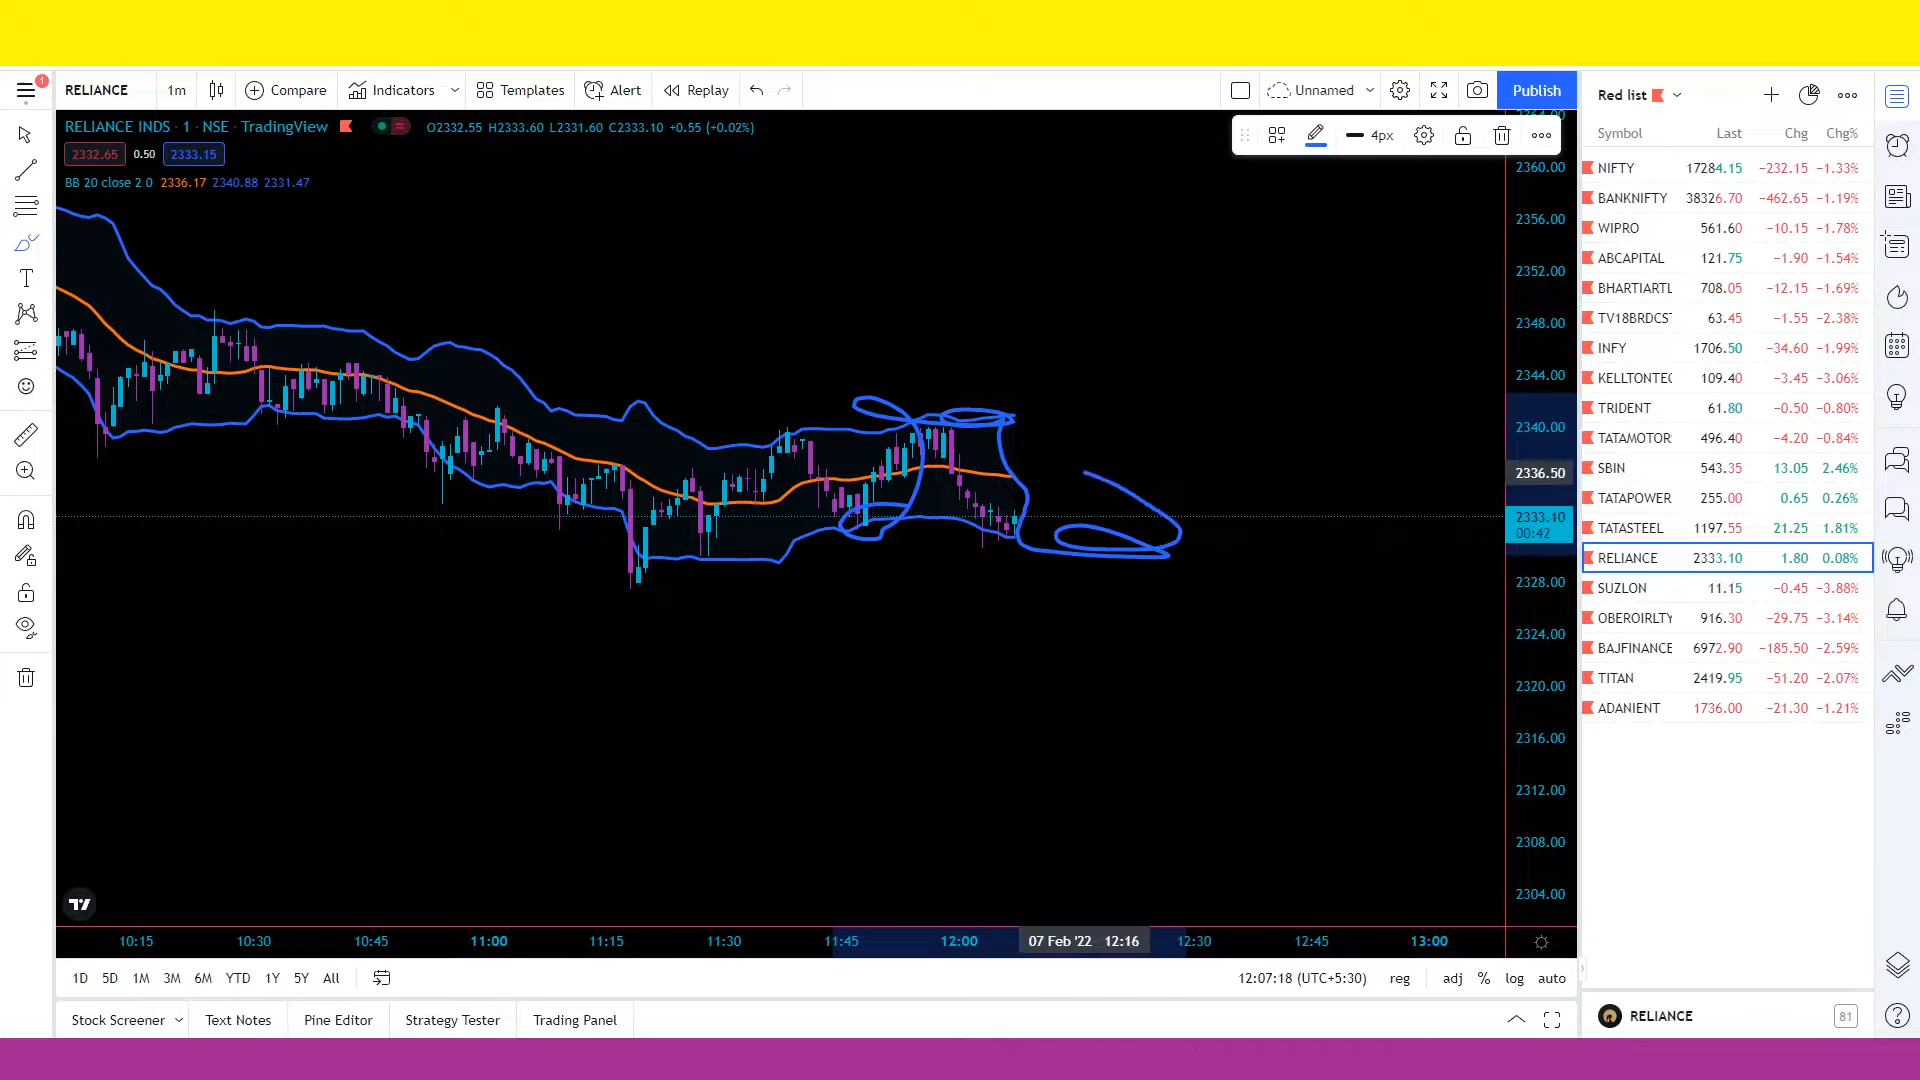 1
RELIANCE 1m Compare Indicators Templates Alert Replay Unnamed Publish
RELIANCE INDS · 1 · NSE · TradingView O2332.55 H2333.60 L2331.60 C2333.10 +0.55 (+0.02%)
2332.65 0.50 2333.15
BB 20 close 2 0 2336.17 2340.88 2331.47
4px
2364.00
2360.00
2356.00
2352.00
2348.00
2344.00
2340.00
2336.50
2333.10
00:42
2328.00
2324.00
2320.00
2316.00
2312.00
2308.00
2304.00
10:15 10:30 10:45 11:00 11:15 11:30 11:45 12:00 07 Feb '22 12:16 12:30 12:45 13:00
1D 5D 1M 3M 6M YTD 1Y 5Y All 12:07:18 (UTC+5:30) reg adj % log auto
Stock Screener Text Notes Pine Editor Strategy Tester Trading Panel
Red list
Symbol Last Chg Chg%
NIFTY 17284.15 −232.15 −1.33%
BANKNIFTY 38326.70 −462.65 −1.19%
WIPRO 561.60 −10.15 −1.78%
ABCAPITAL 121.75 −1.90 −1.54%
BHARTIARTL 708.05 −12.15 −1.69%
TV18BRDCST 63.45 −1.55 −2.38%
INFY 1706.50 −34.60 −1.99%
KELLTONTEC 109.40 −3.45 −3.06%
TRIDENT 61.80 −0.50 −0.80%
TATAMOTOR 496.40 −4.20 −0.84%
SBIN 543.35 13.05 2.46%
TATAPOWER 255.00 0.65 0.26%
TATASTEEL 1197.55 21.25 1.81%
RELIANCE 2333.10 1.80 0.08%
SUZLON 11.15 −0.45 −3.88%
OBEROIRLTY 916.30 −29.75 −3.14%
BAJFINANCE 6972.90 −185.50 −2.59%
TITAN 2419.95 −51.20 −2.07%
ADANIENT 1736.00 −21.30 −1.21%
RELIANCE 81